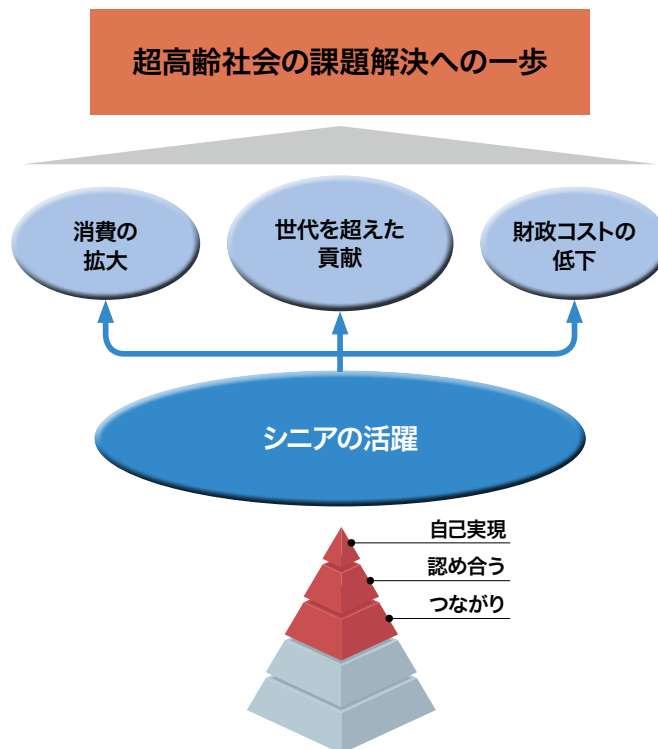 超高齢社会の課題解決への一歩
消費の
拡大
世代を超えた
貢献
財政コストの
低下
シニアの活躍
自己実現
認め合う
つながり